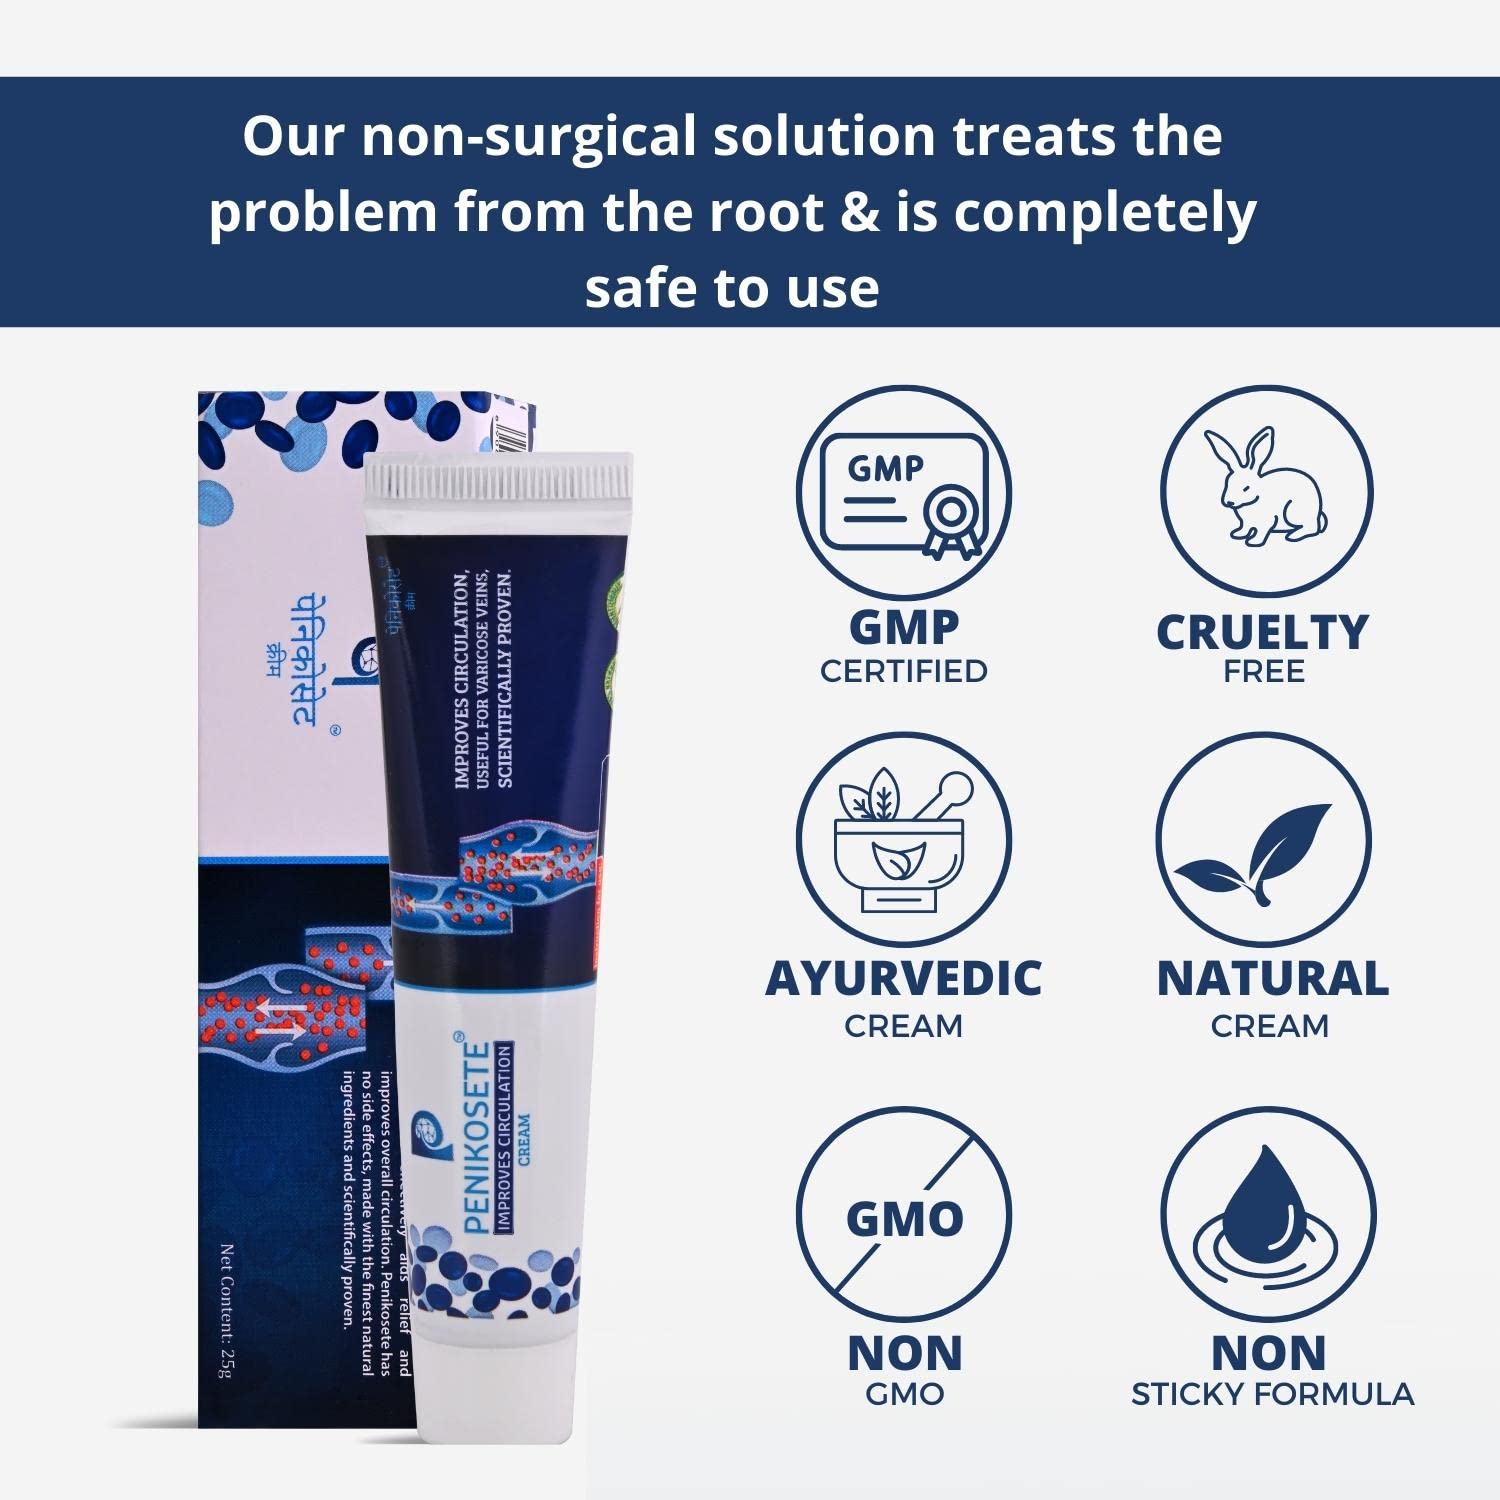 Our non-surgical solution treats the
problem from the root & is completely
safe to use
पेनिकोसेट
क्रीम
TM
improves overall circulation. Penikosete has
no side effects, made with the finest natural
ingredients and scientifically proven.
aids relief and
Net Content: 25g
पेनिकोसेट
क्रीम
IMPROVES CIRCULATION,
USEFUL FOR VARICOSE VEINS,
SCIENTIFICALLY PROVEN.
PENIKOSETE
TM
IMPROVES CIRCULATION
CREAM
GMP
GMP
CERTIFIED
CRUELTY
FREE
AYURVEDIC
CREAM
NATURAL
CREAM
GMO
NON
GMO
NON
STICKY FORMULA